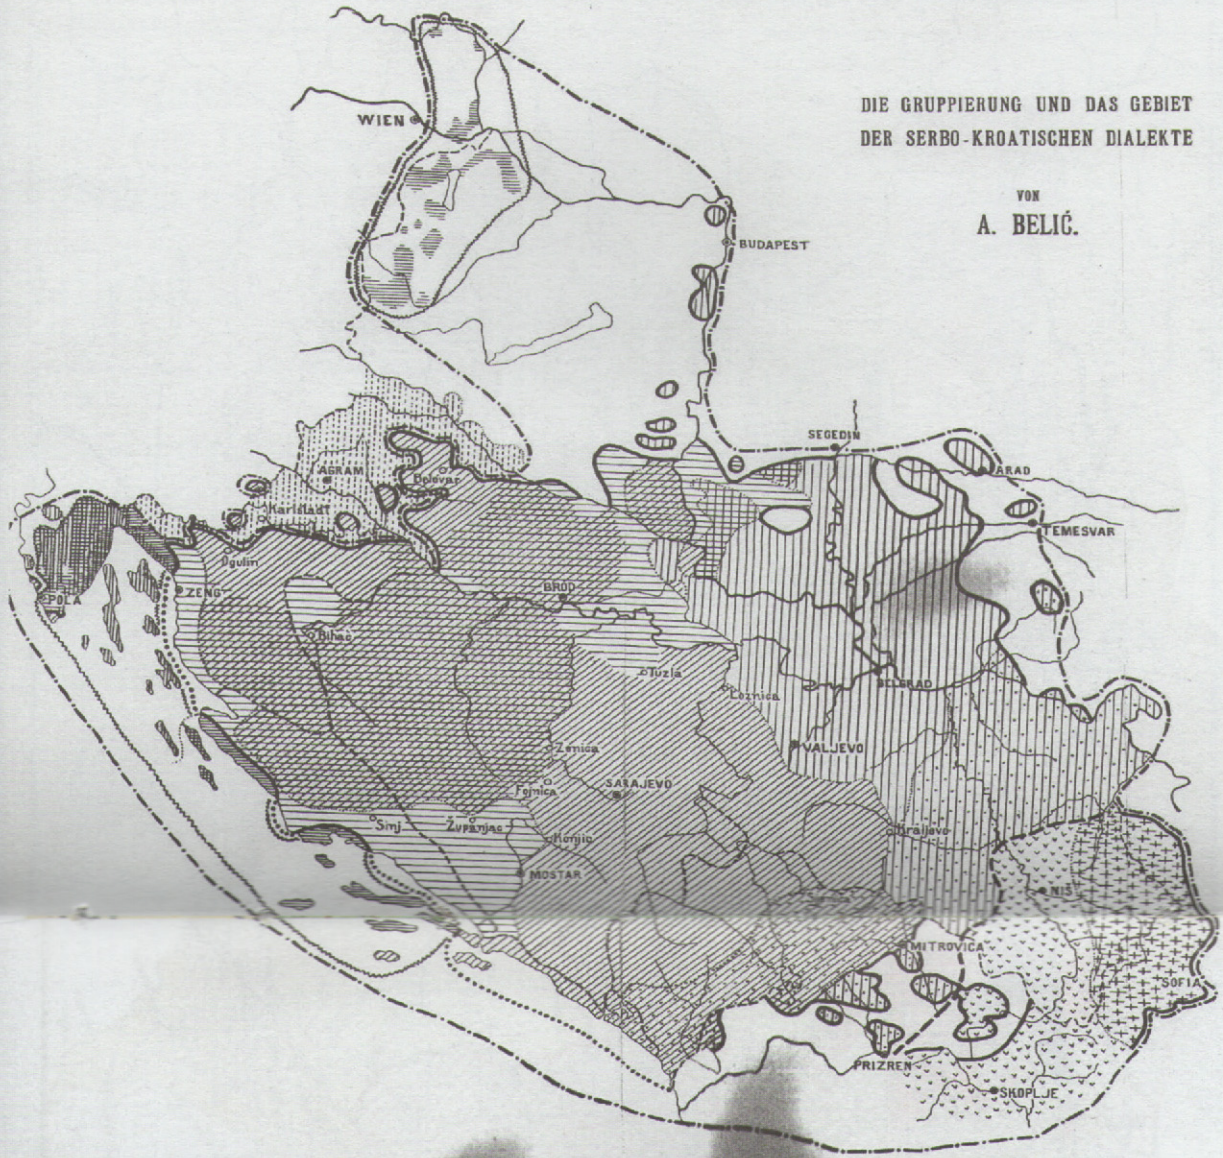 DIE GRUPPIERUNG UND DAS GEBIET
DER SERBO-KROATISCHEN DIALEKTE
VON
A. BELIĆ.
WIEN
BUDAPEST
SEGEDIN
ARAD
AGRAM
Belovar
Karlstadt
TEMESVAR
Ogulin
ZENG
POLA
BROD
Bihać
Tuzla
BELGRAD
Loznica
Zenica
VALJEVO
Fojnica
SARAJEVO
Sinj
Županjac
Konjic
Kraljevo
MOSTAR
NIŠ
MITROVICA
SOFIA
PRIZREN
SKOPLJE